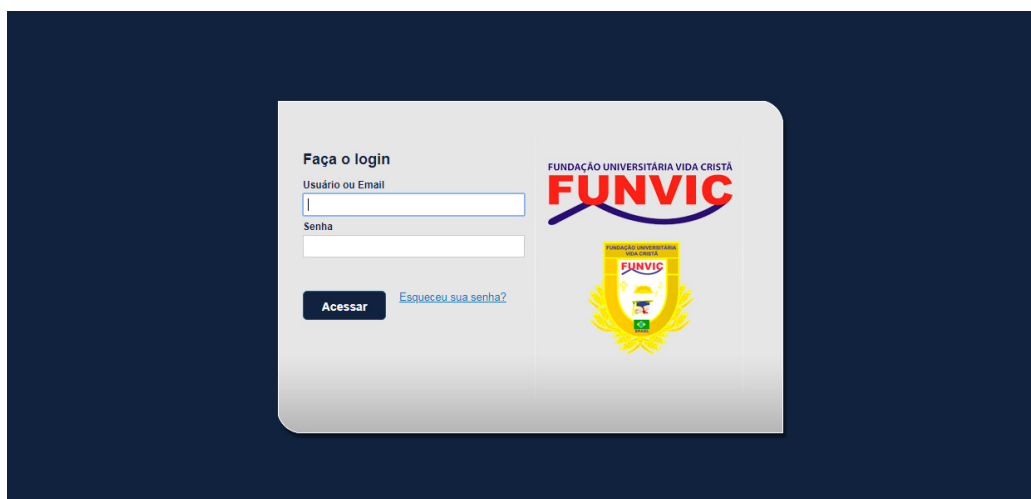 Faça o login
Usuário ou Email
Senha
Acessar
Esqueceu sua senha?
FUNDAÇÃO UNIVERSITÁRIA VIDA CRISTÃ
FUNVIC
FUNDAÇÃO UNIVERSITÁRIA
VIDA CRISTÃ
FUNVIC
BRASIL